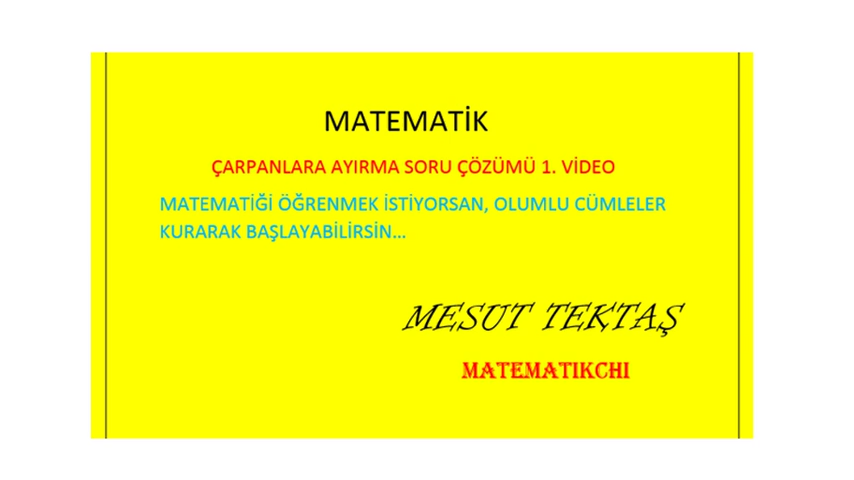 MATEMATİK
ÇARPANLARA AYIRMA SORU ÇÖZÜMÜ 1. VİDEO
MATEMATİĞİ ÖĞRENMEK İSTİYORSAN, OLUMLU CÜMLELER
KURARAK BAŞLAYABİLİRSİN...
MESUT TEKTAŞ
MATEMATIKCHI